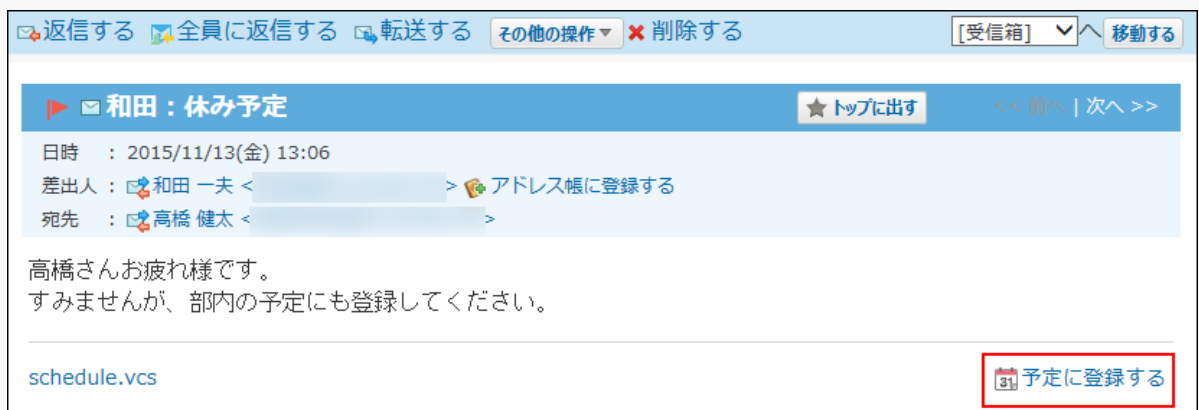 返信する 全員に返信する 転送する その他の操作▼ 削除する [受信箱] へ 移動する
和田：休み予定 トップに出す << 前へ | 次へ >>
日時 : 2015/11/13(金) 13:06
差出人 : 和田 一夫 < > アドレス帳に登録する
宛先 : 高橋 健太 < >
高橋さんお疲れ様です。
すみませんが、部内の予定にも登録してください。
schedule.vcs 31 予定に登録する